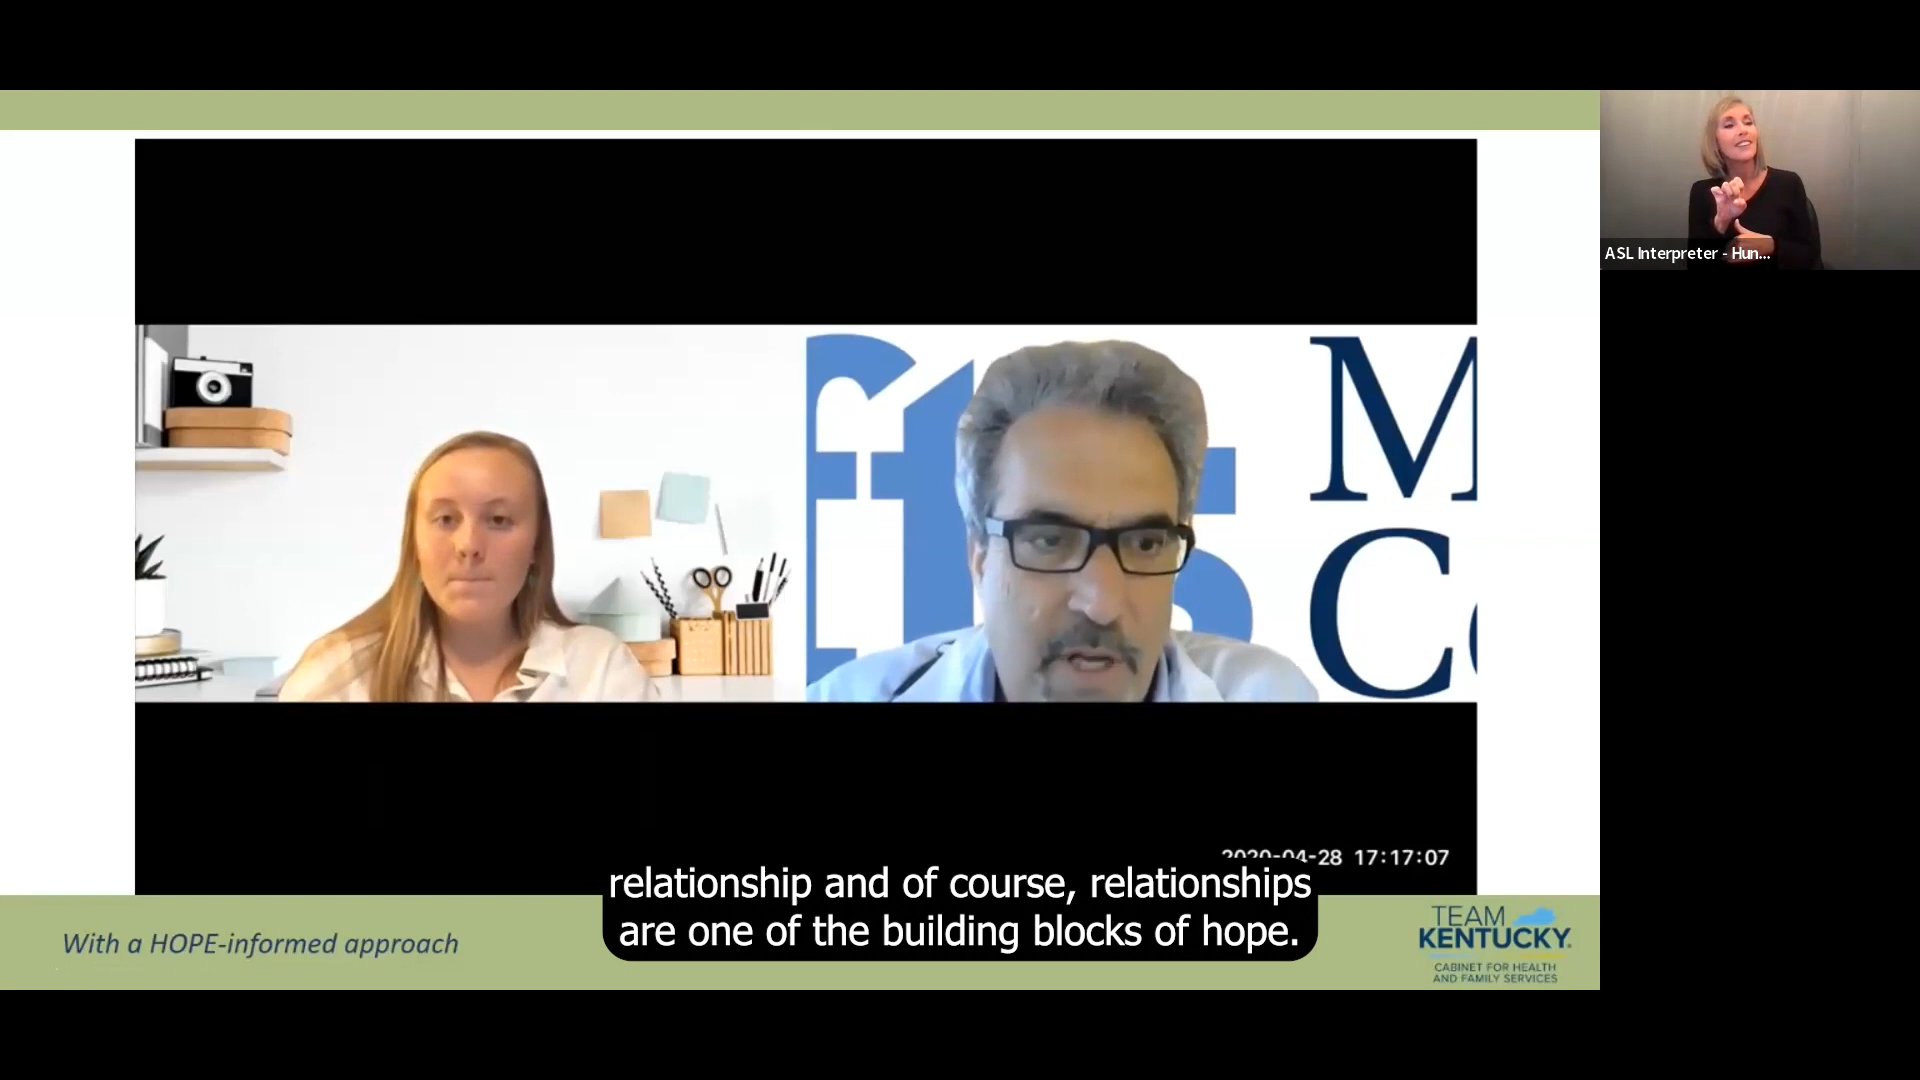 ASL Interpreter - Hun...
M
C
2020-04-28 17:17:07
relationship and of course, relationships
are one of the building blocks of hope.
With a HOPE-informed approach
TEAM
KENTUCKY
CABINET FOR HEALTH
AND FAMILY SERVICES